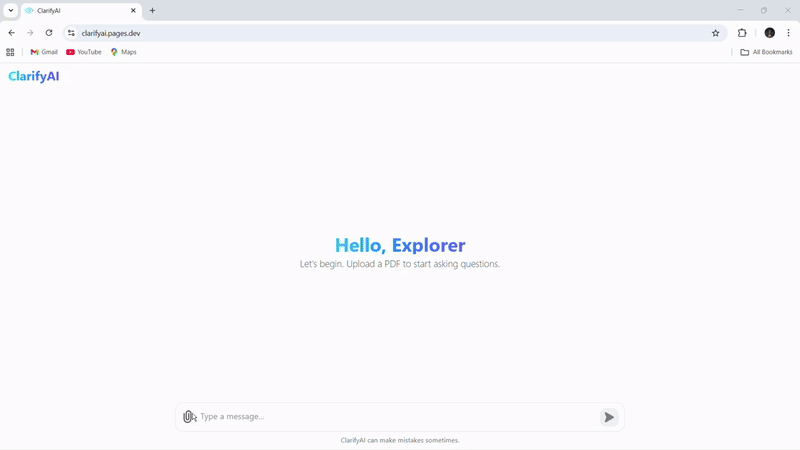 ClarifyAI
clarifyai.pages.dev
Gmail
YouTube
Maps
All Bookmarks
ClarifyAI
Hello, Explorer
Let's begin. Upload a PDF to start asking questions.
Type a message...
ClarifyAI can make mistakes sometimes.